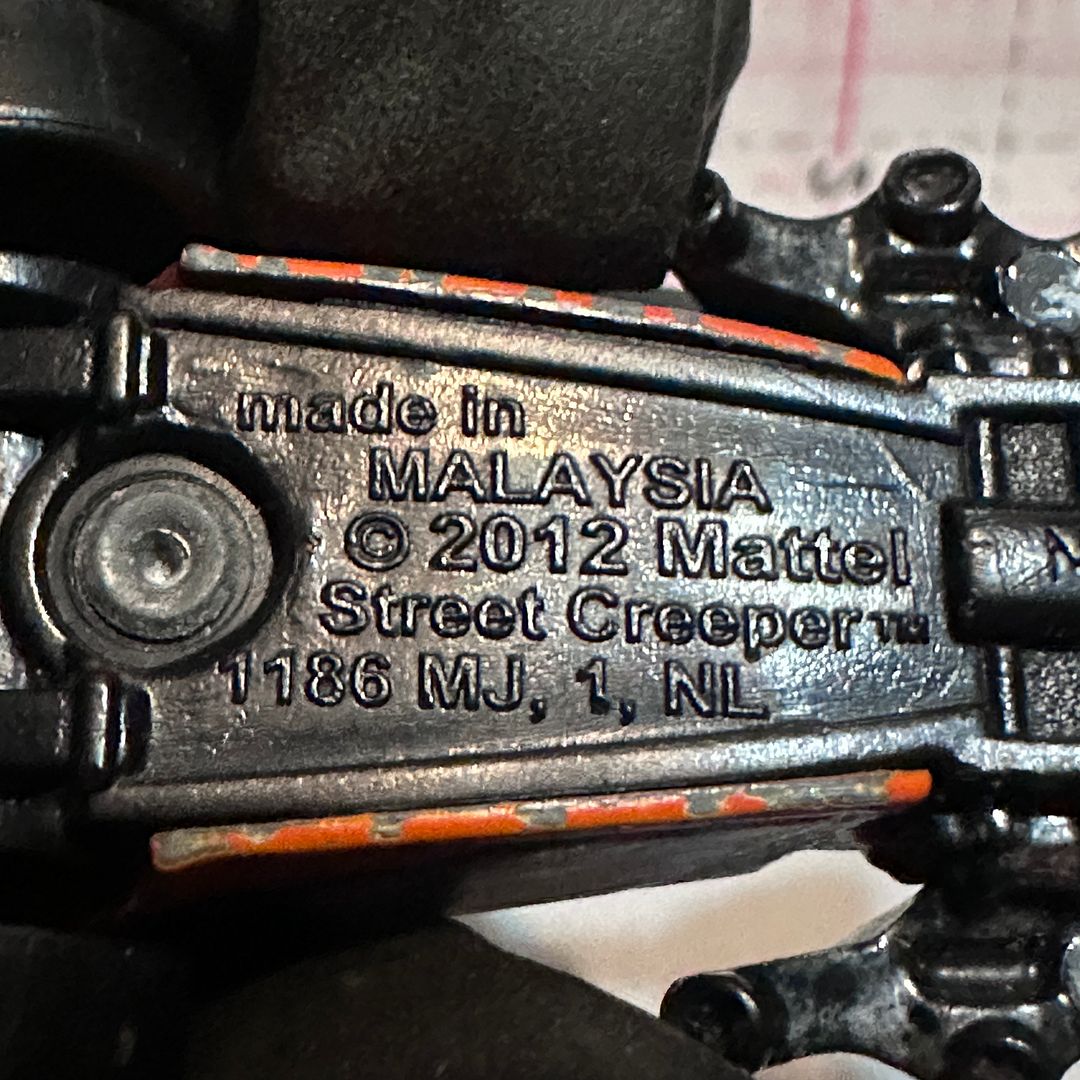 made in
MALAYSIA
© 2012 Mattel
Street Creeper™
1186 MJ, 1, NL